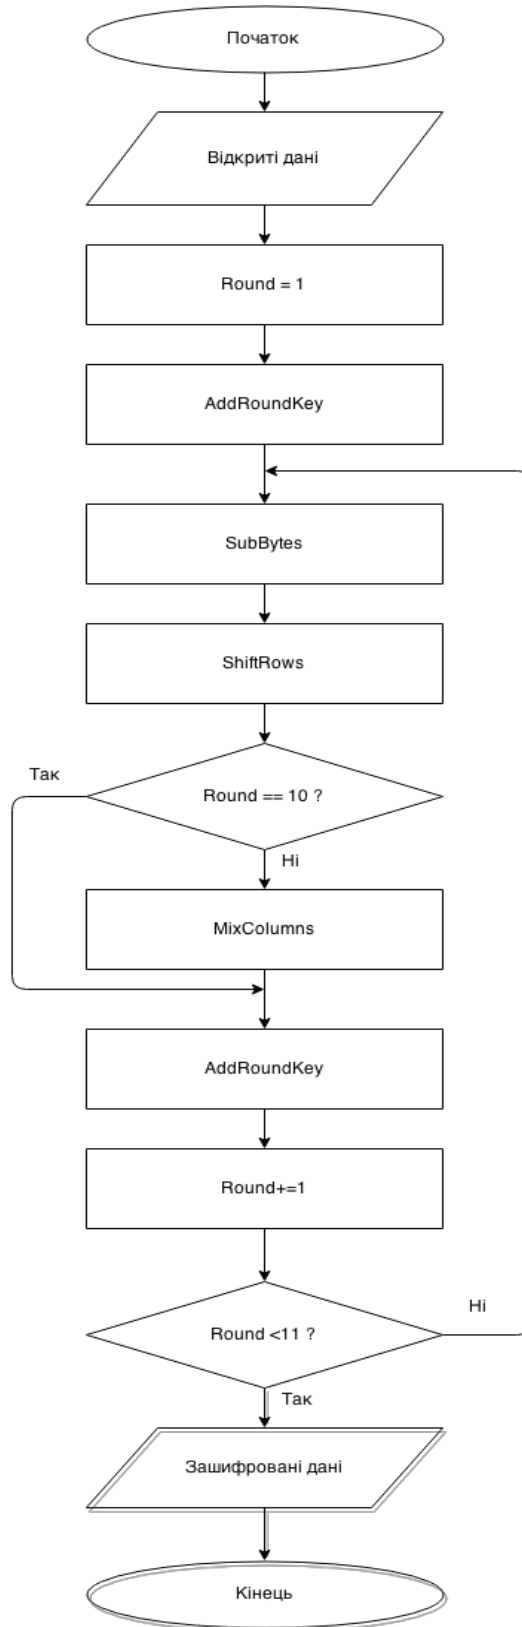 Початок
Відкриті дані
Round = 1
AddRoundKey
SubBytes
ShiftRows
Так
Round == 10 ?
Ні
MixColumns
AddRoundKey
Round+=1
Ні
Round <11 ?
Так
Зашифровані дані
Кінець